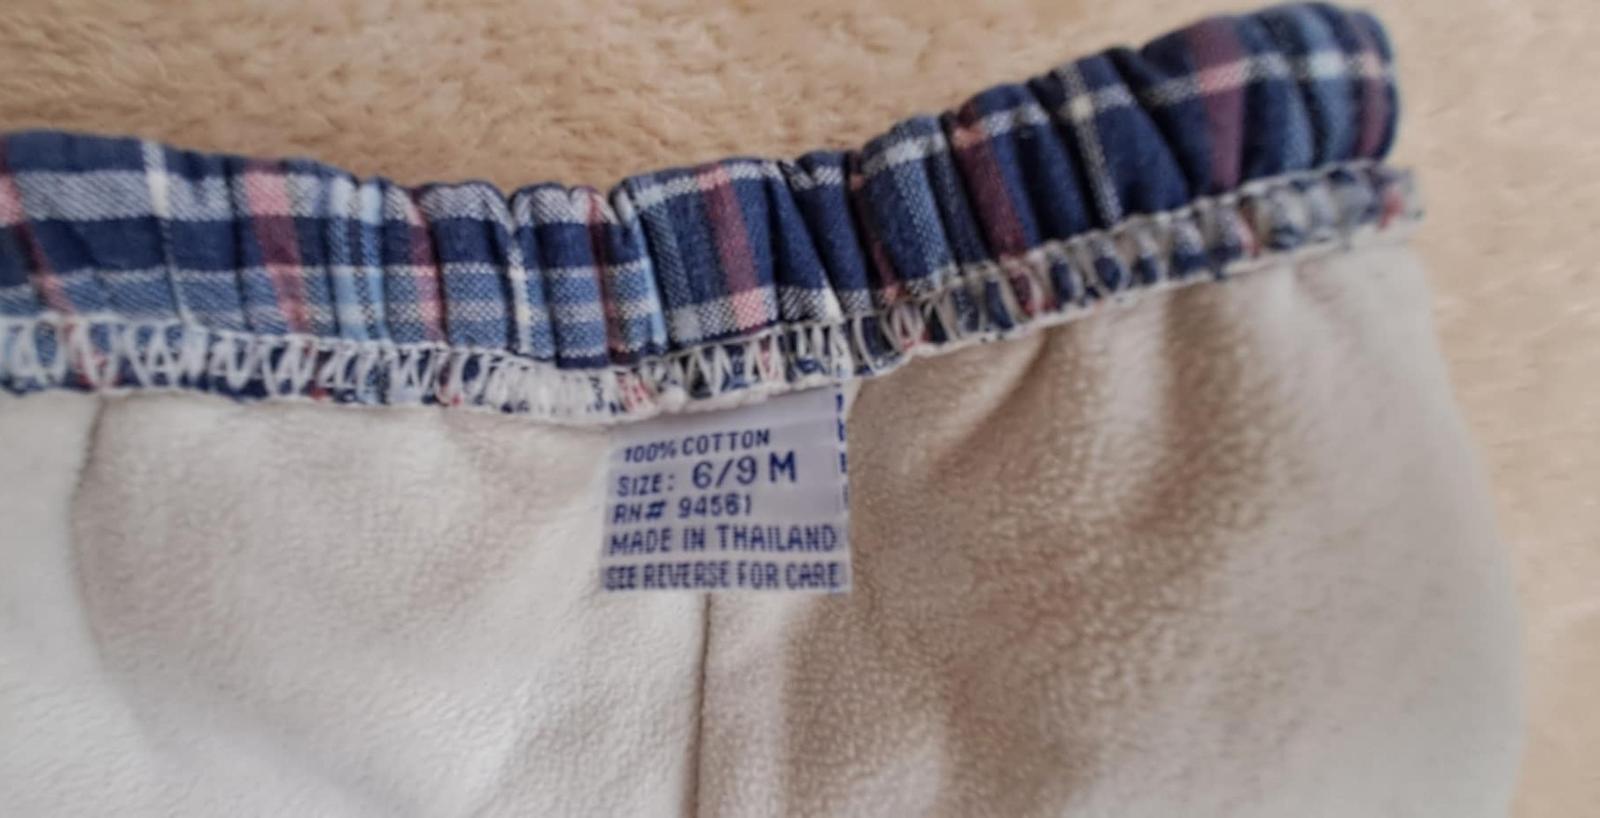 100% COTTON
SIZE: 6/9 M
RN# 94561
MADE IN THAILAND
SEE REVERSE FOR CARE